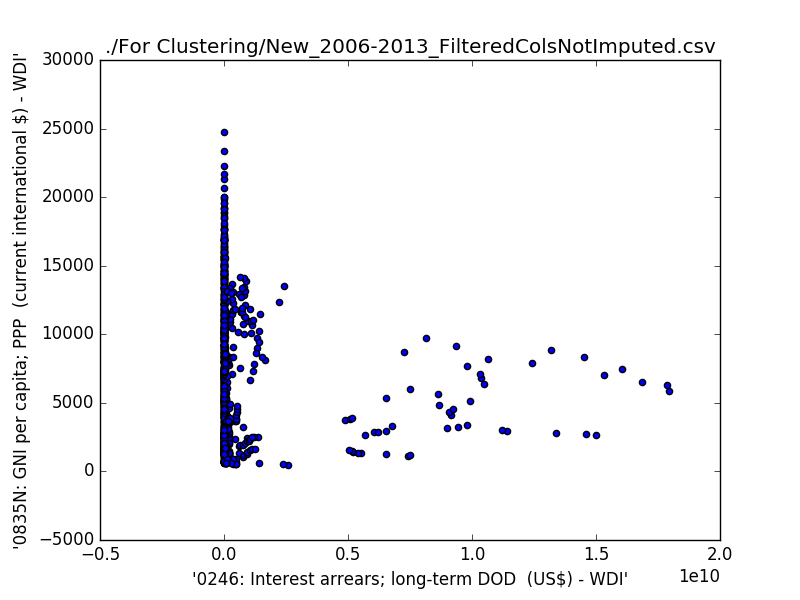 ./For Clustering/New_2006-2013_FilteredColsNotImputed.csv
30000
25000
20000
15000
10000
5000
0
−5000
'0835N: GNI per capita; PPP  (current international $) - WDI'
−0.5 0.0 0.5 1.0 1.5 2.0
1e10
'0246: Interest arrears; long-term DOD  (US$) - WDI'